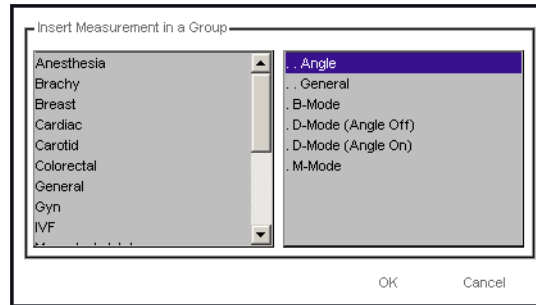 Insert Measurement in a Group
Anesthesia
Brachy
Breast
Cardiac
Carotid
Colorectal
General
Gyn
IVF
. . Angle
. . General
. B-Mode
. D-Mode (Angle Off)
. D-Mode (Angle On)
. M-Mode
OK
Cancel